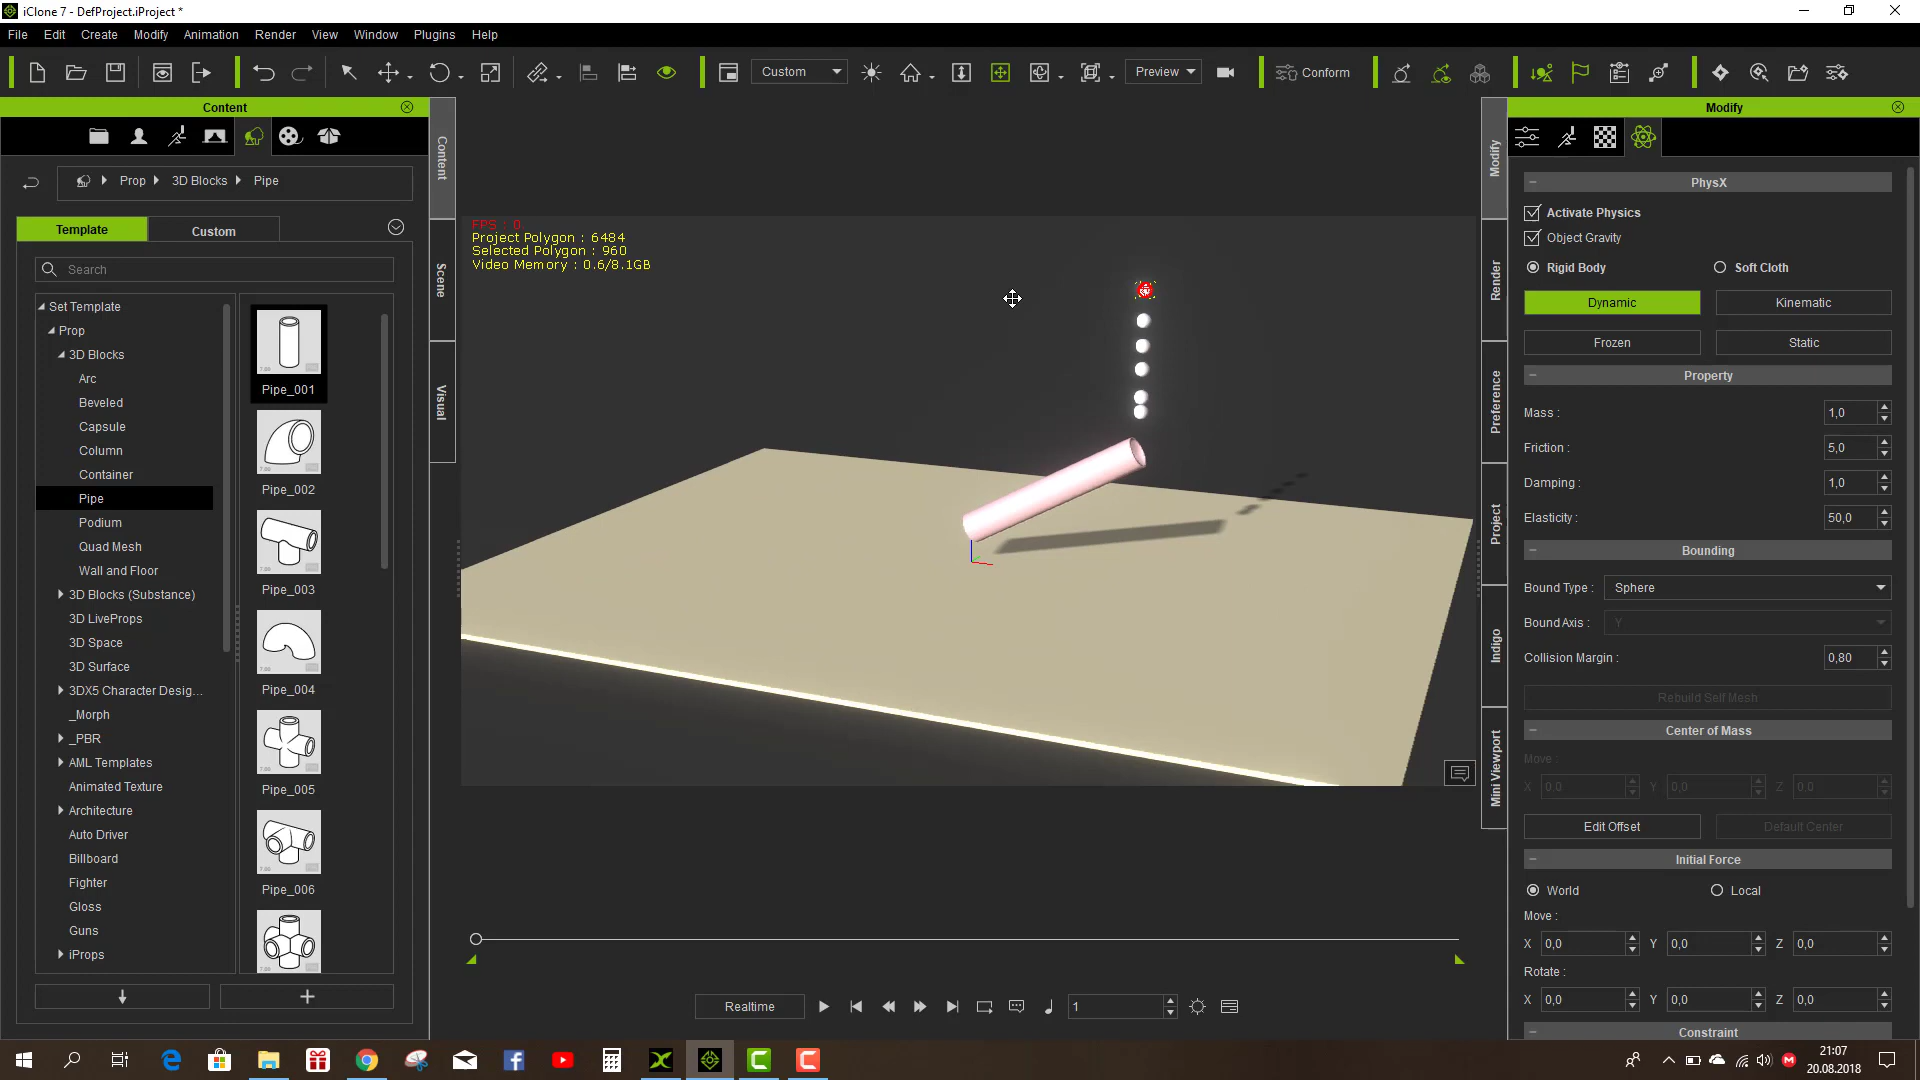 iClone 7 - DefProject.iProject *
File Edit Create Modify Animation Render View Window Plugins Help
Custom
Preview
Conform
Content
Prop 3D Blocks Pipe
Template
Custom
Search
Set Template
Prop
3D Blocks
Arc
Beveled
Capsule
Column
Container
Pipe
Podium
Quad Mesh
Wall and Floor
3D Blocks (Substance)
3D LiveProps
3D Space
3D Surface
3DX5 Character Desig...
_Morph
_PBR
AML Templates
Animated Texture
Architecture
Auto Driver
Billboard
Fighter
Gloss
Guns
iProps
Pipe_001
Pipe_002
Pipe_003
Pipe_004
Pipe_005
Pipe_006
Content
Scene
Visual
FPS : 0
Project Polygon : 6484
Selected Polygon : 960
Video Memory : 0.6/8.1GB
Realtime
1
Modify
Render
Preference
Project
Indigo
Mini Viewport
Modify
PhysX
Activate Physics
Object Gravity
Rigid Body Soft Cloth
Dynamic Kinematic
Frozen Static
Property
Mass : 1,0
Friction : 5,0
Damping : 1,0
Elasticity : 50,0
Bounding
Bound Type : Sphere
Bound Axis : Y
Collision Margin : 0,80
Rebuild Self Mesh
Center of Mass
Move :
X 0,0 Y 0,0 Z 0,0
Edit Offset Default Center
Initial Force
World Local
Move :
X 0,0 Y 0,0 Z 0,0
Rotate :
X 0,0 Y 0,0 Z 0,0
Constraint
21:07
20.08.2018